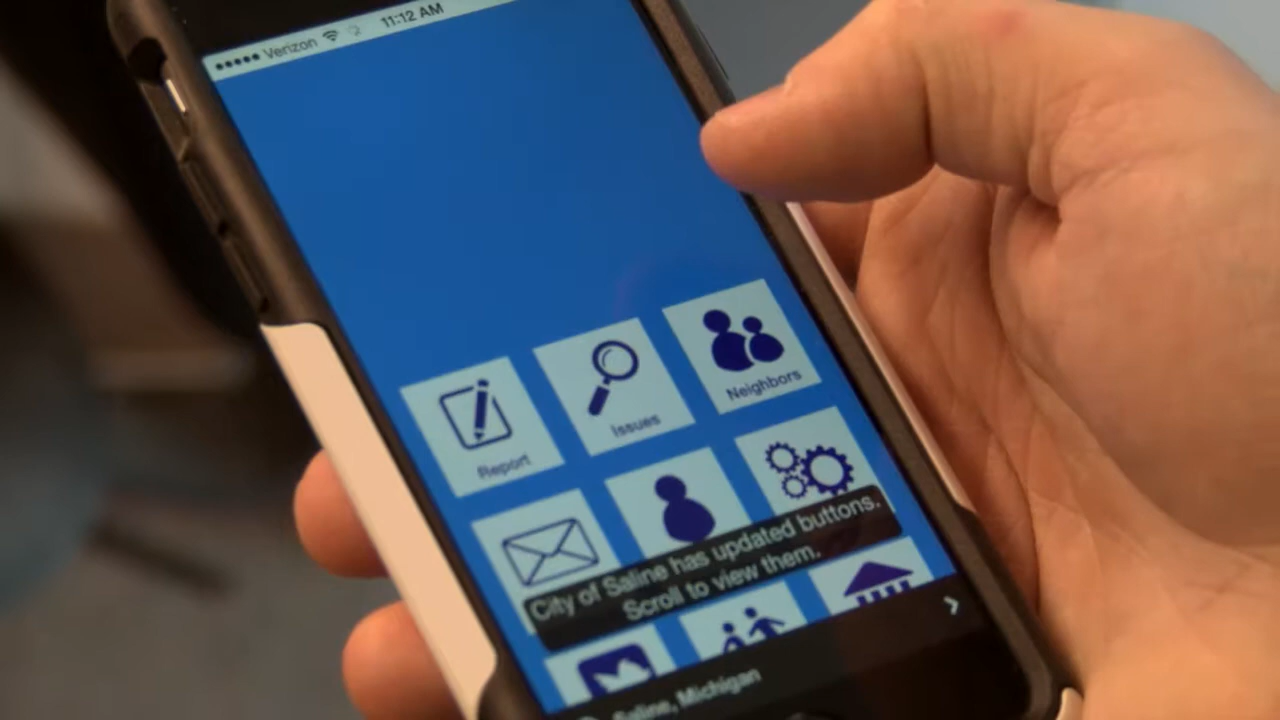 Verizon 11:12 AM
Report
Issues
Neighbors
City of Saline has updated buttons.
Scroll to view them.
Saline, Michigan